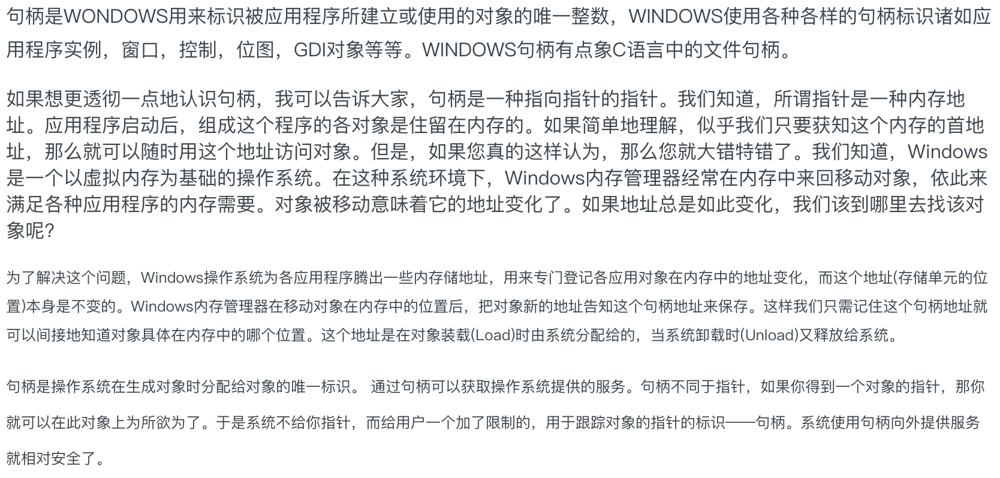 句柄是WONDOWS用来标识被应用程序所建立或使用的对象的唯一整数，WINDOWS使用各种各样的句柄标识诸如应
用程序实例，窗口，控制，位图，GDI对象等等。WINDOWS句柄有点象C语言中的文件句柄。
如果想更透彻一点地认识句柄，我可以告诉大家，句柄是一种指向指针的指针。我们知道，所谓指针是一种内存地
址。应用程序启动后，组成这个程序的各对象是住留在内存的。如果简单地理解，似乎我们只要获知这个内存的首地
址，那么就可以随时用这个地址访问对象。但是，如果您真的这样认为，那么您就大错特错了。我们知道，Windows
是一个以虚拟内存为基础的操作系统。在这种系统环境下，Windows内存管理器经常在内存中来回移动对象，依此来
满足各种应用程序的内存需要。对象被移动意味着它的地址变化了。如果地址总是如此变化，我们该到哪里去找该对
象呢?
为了解决这个问题，Windows操作系统为各应用程序腾出一些内存储地址，用来专门登记各应用对象在内存中的地址变化，而这个地址(存储单元的位
置)本身是不变的。Windows内存管理器在移动对象在内存中的位置后，把对象新的地址告知这个句柄地址来保存。这样我们只需记住这个句柄地址就
可以间接地知道对象具体在内存中的哪个位置。这个地址是在对象装载(Load)时由系统分配给的，当系统卸载时(Unload)又释放给系统。
句柄是操作系统在生成对象时分配给对象的唯一标识。 通过句柄可以获取操作系统提供的服务。句柄不同于指针，如果你得到一个对象的指针，那你
就可以在此对象上为所欲为了。于是系统不给你指针，而给用户一个加了限制的，用于跟踪对象的指针的标识——句柄。系统使用句柄向外提供服务
就相对安全了。